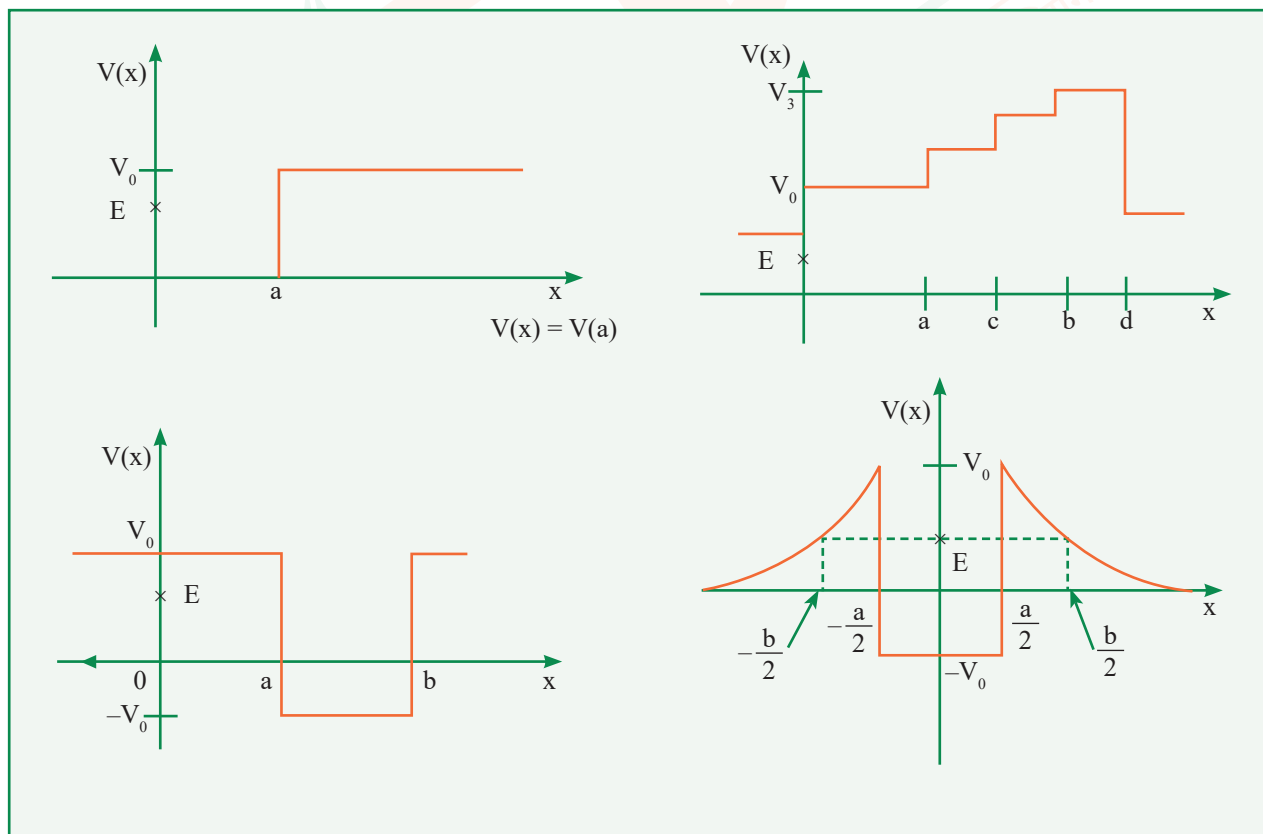 V(x)
V₀
E
a
x
V(x) = V(a)
V(x)
V₃
V₀
E
a c b d
x
V(x)
V₀
E
0 a b x
–V₀
V(x)
V₀
E
x
–b/2
–a/2
a/2
b/2
–V₀